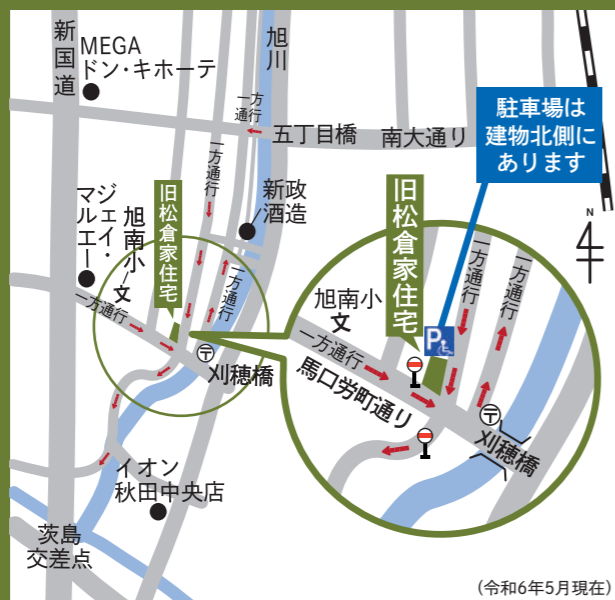 新国道
MEGA
ドン・キホーテ
旭川
一方
通行
五丁目橋
南大通り
駐車場は
建物北側に
あります
一方通行
新政
酒造
ジェイ・
マルエー
旭南小
文
旧松倉家住宅
一方通行
一方通行
〒
刈穂橋
イオン
秋田中央店
茨島
交差点
N
旧松倉家住宅
P
一方通行
一方通行
旭南小
文
一方通行
馬口労町通り
〒
刈穂橋
(令和6年5月現在)